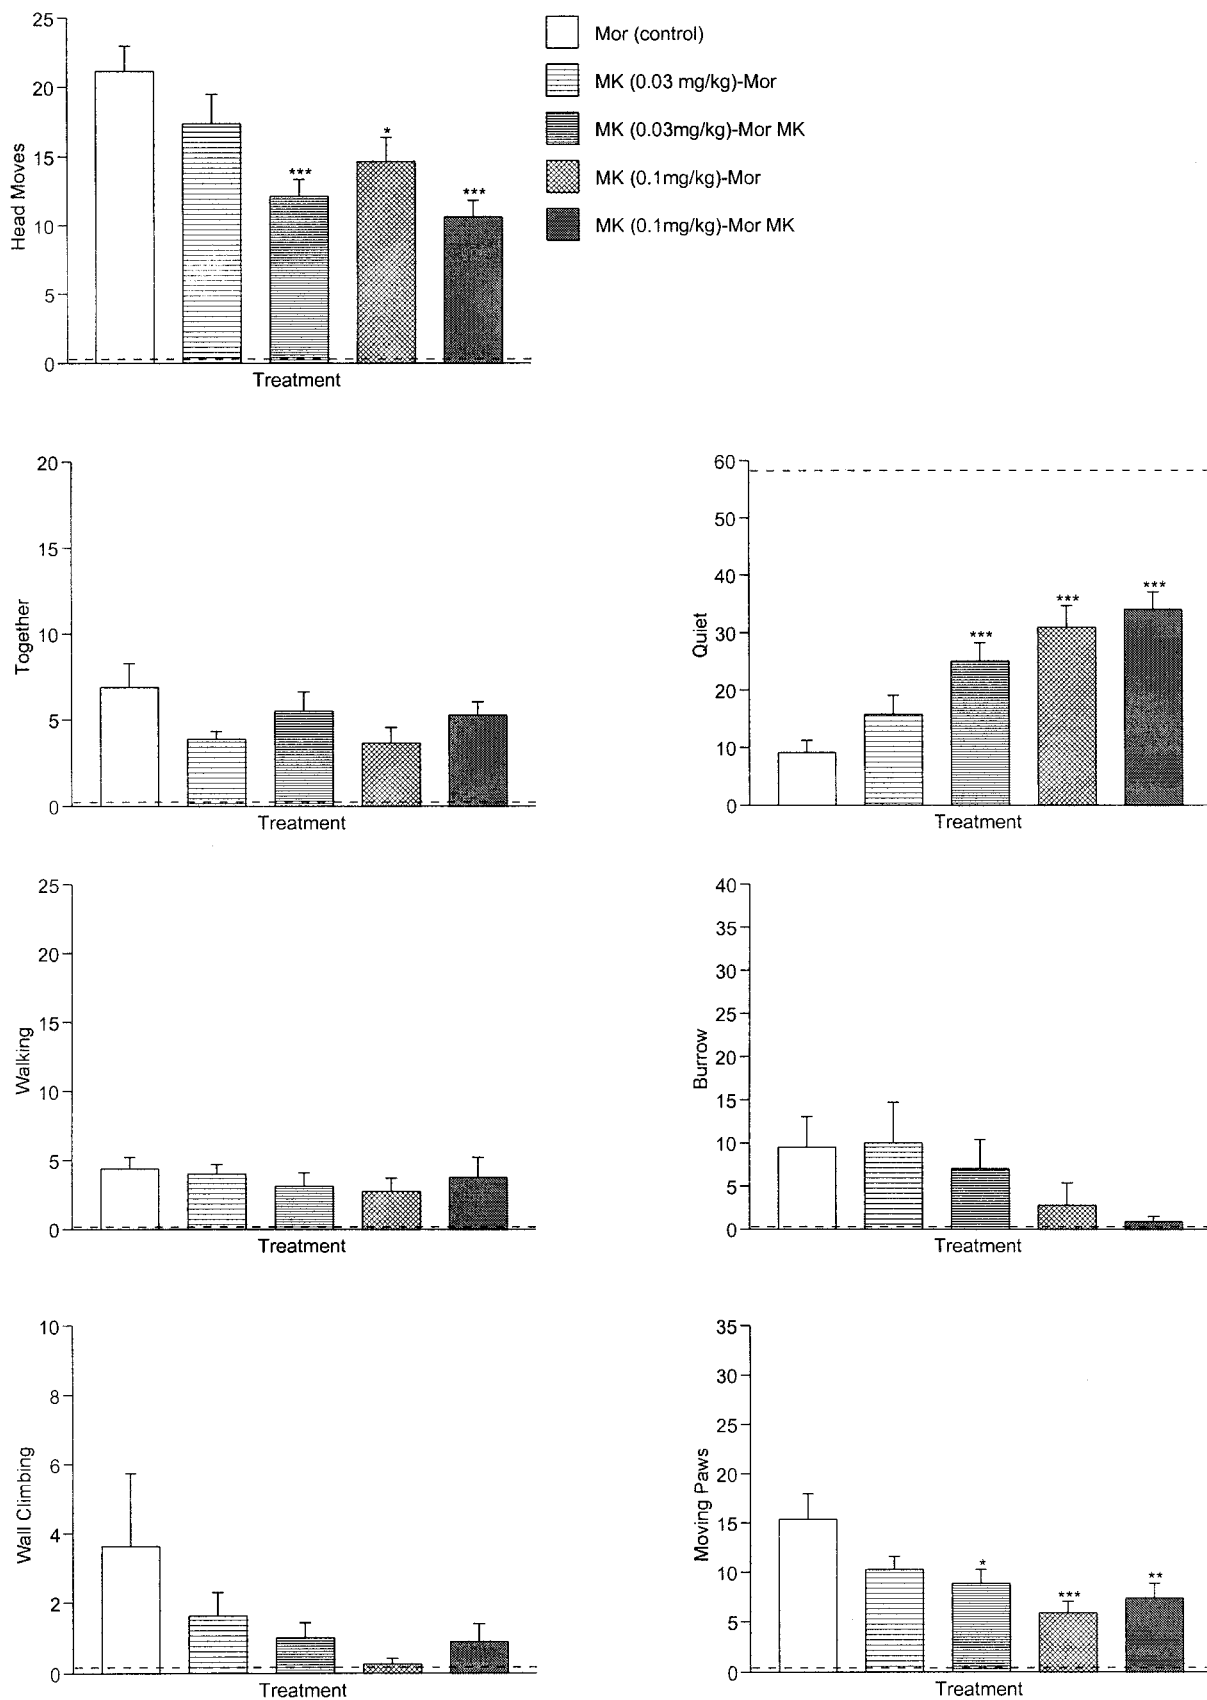 25
20
15
10
5
0
Head Moves
***
*
***
Treatment
Mor (control)
MK (0.03 mg/kg)-Mor
MK (0.03mg/kg)-Mor MK
MK (0.1mg/kg)-Mor
MK (0.1mg/kg)-Mor MK
20
15
10
5
0
Together
Treatment
60
50
40
30
20
10
0
Quiet
***
***
***
Treatment
25
20
15
10
5
0
Walking
Treatment
40
35
30
25
20
15
10
5
0
Burrow
Treatment
10
8
6
4
2
0
Wall Climbing
Treatment
35
30
25
20
15
10
5
0
Moving Paws
*
***
**
Treatment